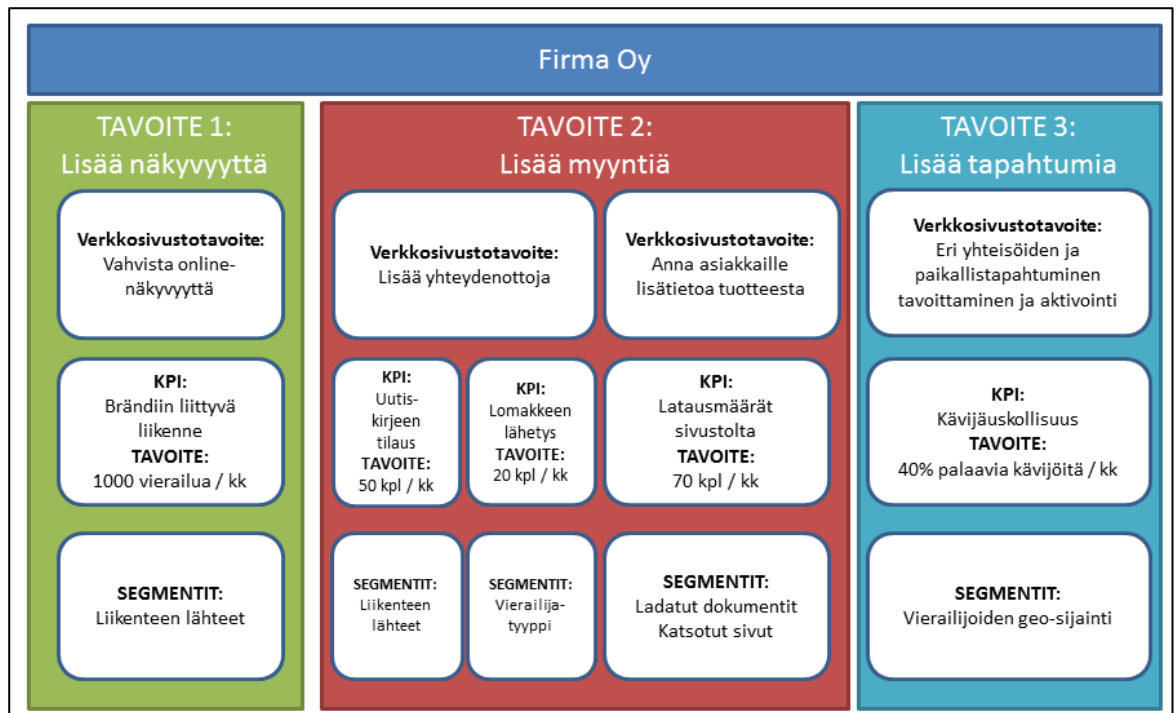 Firma Oy
TAVOITE 1:
Lisää näkyvyyttä
Verkkosivustotavoite:
Vahvista online-
näkyvyyttä
KPI:
Brändiin liittyvä
liikenne
TAVOITE:
1000 vierailua / kk
SEGMENTIT:
Liikenteen lähteet
TAVOITE 2:
Lisää myyntiä
Verkkosivustotavoite:
Lisää yhteydenottoja
KPI:
Uutis-
kirjeen
tilaus
TAVOITE:
50 kpl / kk
SEGMENTIT:
Liikenteen
lähteet
KPI:
Lomakkeen
lähetys
TAVOITE:
20 kpl / kk
SEGMENTIT:
Vierailija-
tyyppi
Verkkosivustotavoite:
Anna asiakkaille
lisätietoa tuotteesta
KPI:
Latausmäärät
sivustolta
TAVOITE:
70 kpl / kk
SEGMENTIT:
Ladatut dokumentit
Katsotut sivut
TAVOITE 3:
Lisää tapahtumia
Verkkosivustotavoite:
Eri yhteisöiden ja
paikallistapahtuminen
tavoittaminen ja aktivointi
KPI:
Kävijäuskollisuus
TAVOITE:
40% palaavia kävijöitä / kk
SEGMENTIT:
Vierailijoiden geo-sijainti